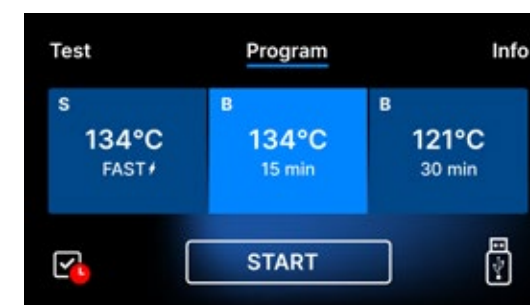 Test Program Info
S B B
134°C 134°C 121°C
FAST 15 min 30 min
START